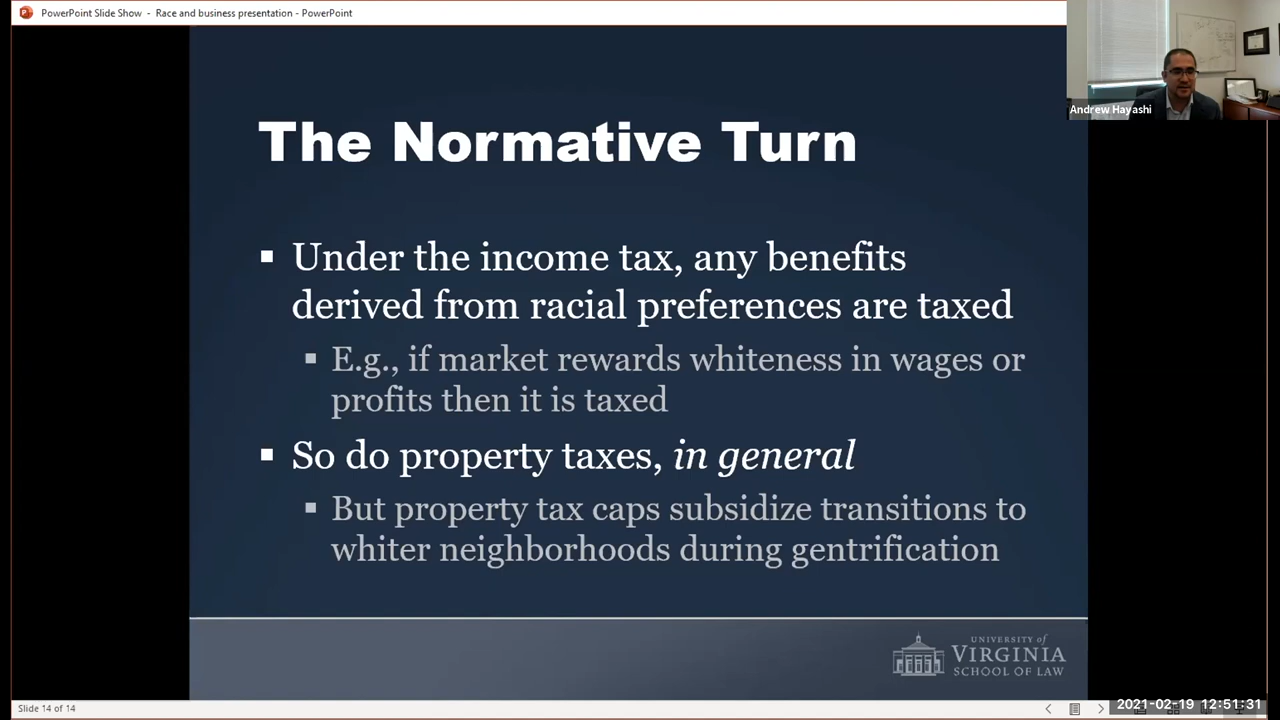 PowerPoint Slide Show - Race and business presentation - PowerPoint
Andrew Hayashi
The Normative Turn
▪ Under the income tax, any benefits
derived from racial preferences are taxed
▪ E.g., if market rewards whiteness in wages or
profits then it is taxed
▪ So do property taxes, in general
▪ But property tax caps subsidize transitions to
whiter neighborhoods during gentrification
UNIVERSITY of
VIRGINIA
SCHOOL OF LAW
Slide 14 of 14
2021-02-19 12:51:31